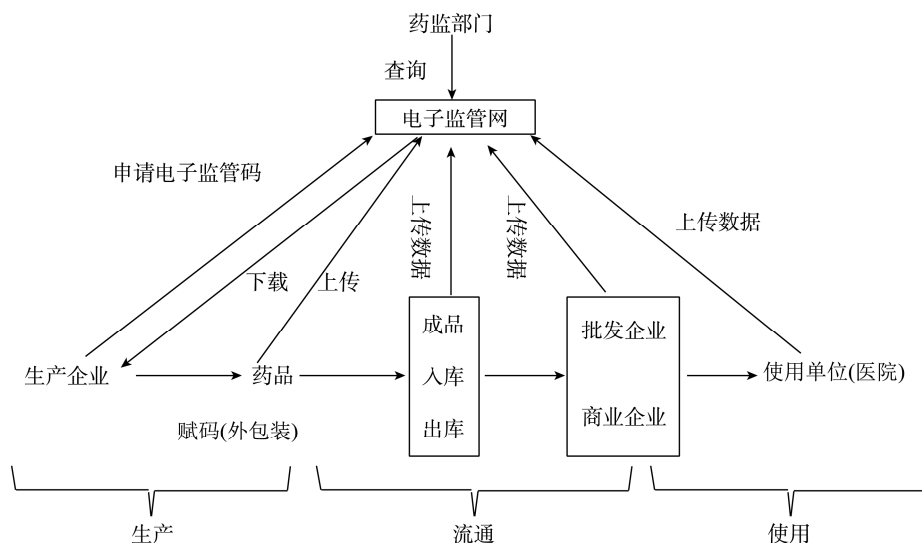 药监部门
查询
电子监管网
申请电子监管码
上传数据
上传数据
上传数据
下载
上传
成品
入库
出库
批发企业
商业企业
生产企业
药品
使用单位(医院)
赋码(外包装)
生产
流通
使用